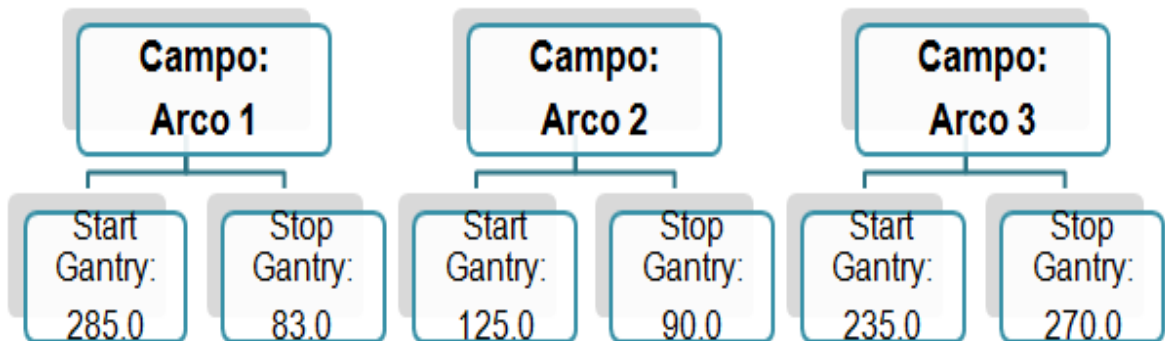 Campo:
Arco 1
Start
Gantry:
285.0
Stop
Gantry:
83.0
Campo:
Arco 2
Start
Gantry:
125.0
Stop
Gantry:
90.0
Campo:
Arco 3
Start
Gantry:
235.0
Stop
Gantry:
270.0